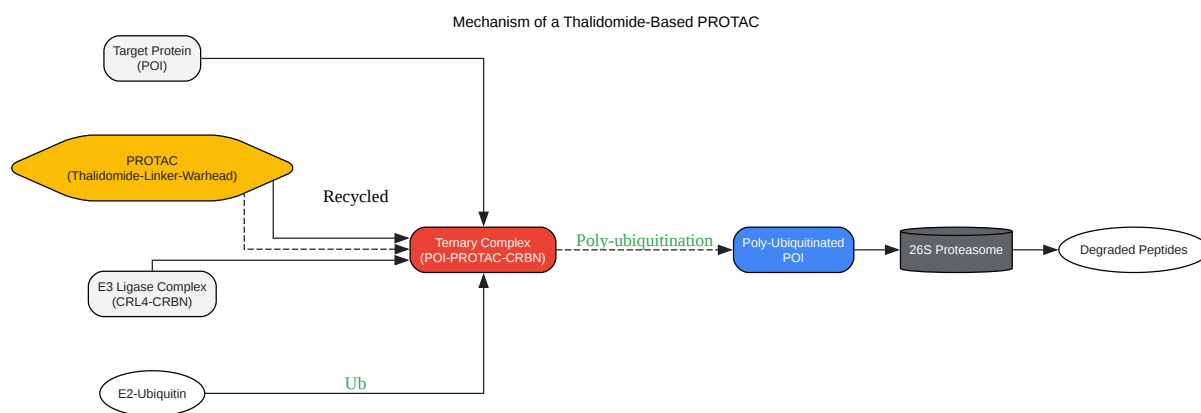 Mechanism of a Thalidomide-Based PROTAC
Target Protein
(POI)
PROTAC
(Thalidomide-Linker-Warhead)
Recycled
Ternary Complex
(POI-PROTAC-CRBN)
Poly-ubiquitination
Poly-Ubiquitinated
POI
26S Proteasome
Degraded Peptides
E3 Ligase Complex
(CRL4-CRBN)
E2-Ubiquitin
Ub